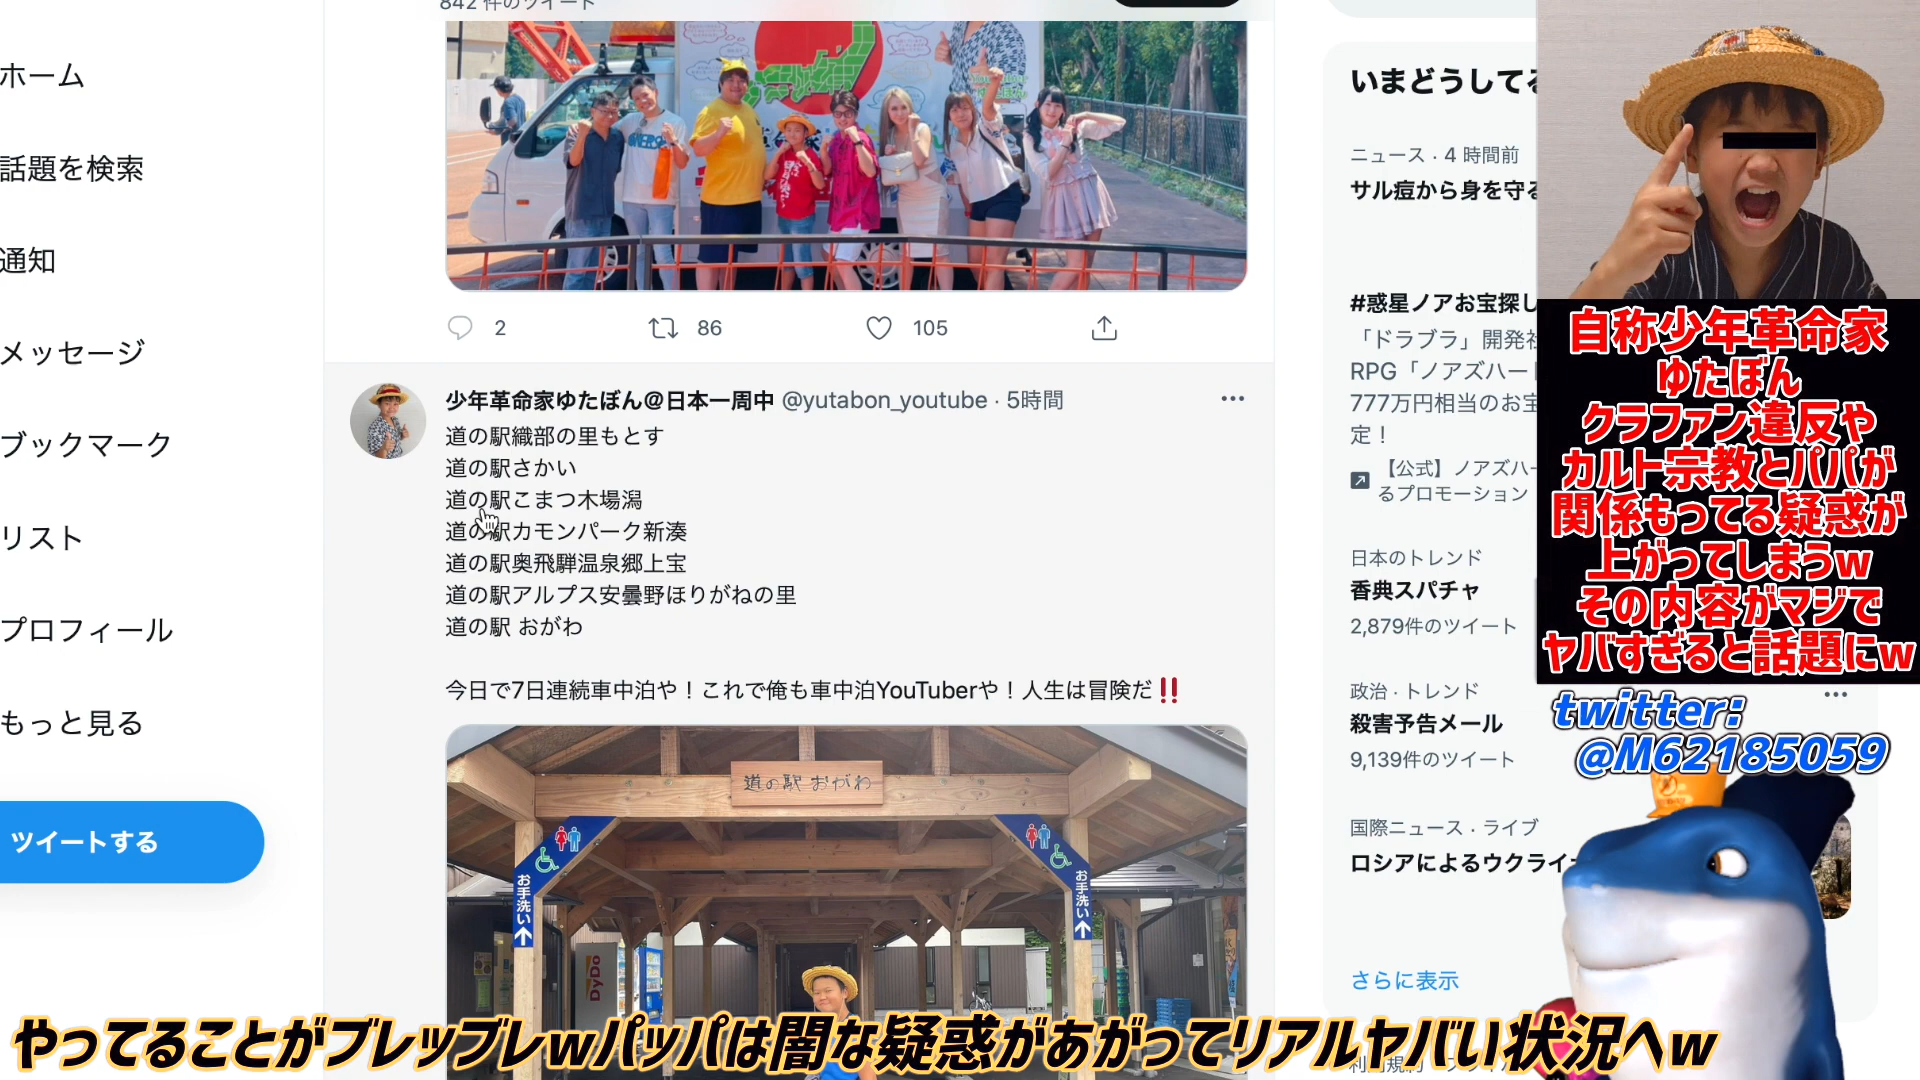 842 件のツイート
ホーム
話題を検索
通知
メッセージ
ブックマーク
リスト
プロフィール
もっと見る
ツイートする
2
86
105
少年革命家ゆたぼん@日本一周中 @yutabon_youtube · 5時間
道の駅織部の里もとす
道の駅さかい
道の駅こまつ木場潟
道の駅カモンパーク新湊
道の駅奥飛騨温泉郷上宝
道の駅アルプス安曇野ほりがねの里
道の駅 おがわ
今日で7日連続車中泊や！これで俺も車中泊YouTuberや！人生は冒険だ‼
道の駅 おがわ
お手洗い
お手洗い
DyDo
いまどうしてる
ニュース · 4 時間前
サル痘から身を守る
#惑星ノアお宝探し
「ドラブラ」開発社
RPG「ノアズハー
777万円相当のお宝
定！
【公式】ノアズハー
るプロモーション
日本のトレンド
香典スパチャ
2,879件のツイート
政治 · トレンド
殺害予告メール
9,139件のツイート
国際ニュース · ライブ
ロシアによるウクライナ
さらに表示
自称少年革命家
ゆたぼん
クラファン違反や
カルト宗教とパパが
関係もってる疑惑が
上がってしまうw
その内容がマジで
ヤバすぎると話題にw
twitter:
@M62185059
やってることがブレッブレwパッパは闇な疑惑があがってリアルヤバい状況へw